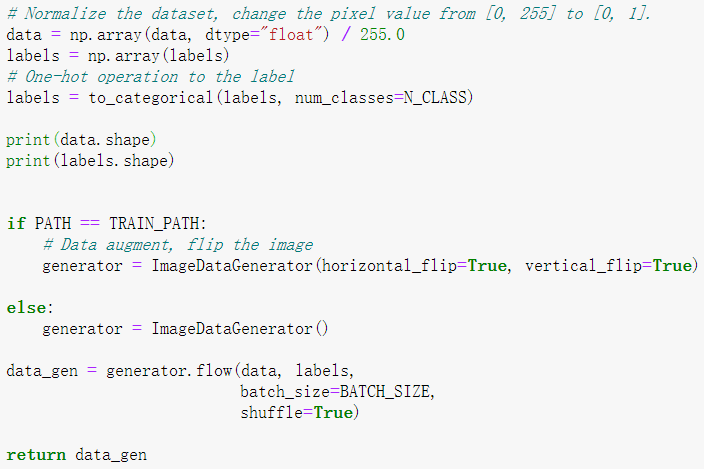 # Normalize the dataset, change the pixel value from [0, 255] to [0, 1].
data = np.array(data, dtype="float") / 255.0
labels = np.array(labels)
# One-hot operation to the label
labels = to_categorical(labels, num_classes=N_CLASS)
print(data.shape)
print(labels.shape)
if PATH == TRAIN_PATH:
# Data augment, flip the image
generator = ImageDataGenerator(horizontal_flip=True, vertical_flip=True)
else:
generator = ImageDataGenerator()
data_gen = generator.flow(data, labels,
batch_size=BATCH_SIZE,
shuffle=True)
return data_gen